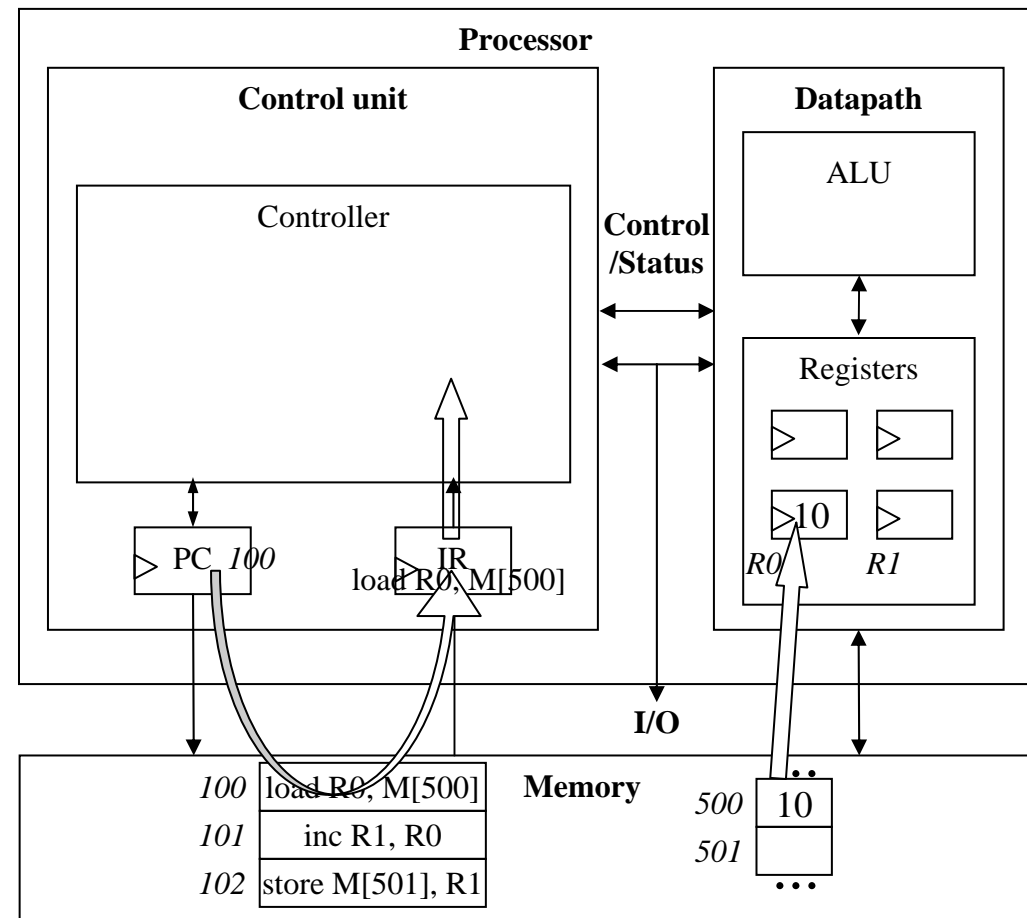 Processor
Control unit
Controller
PC 100
IR
load R0, M[500]
Control
/Status
I/O
Datapath
ALU
Registers
10
R0 R1
Memory
100 load R0, M[500]
101 inc R1, R0
102 store M[501], R1
500 10
501